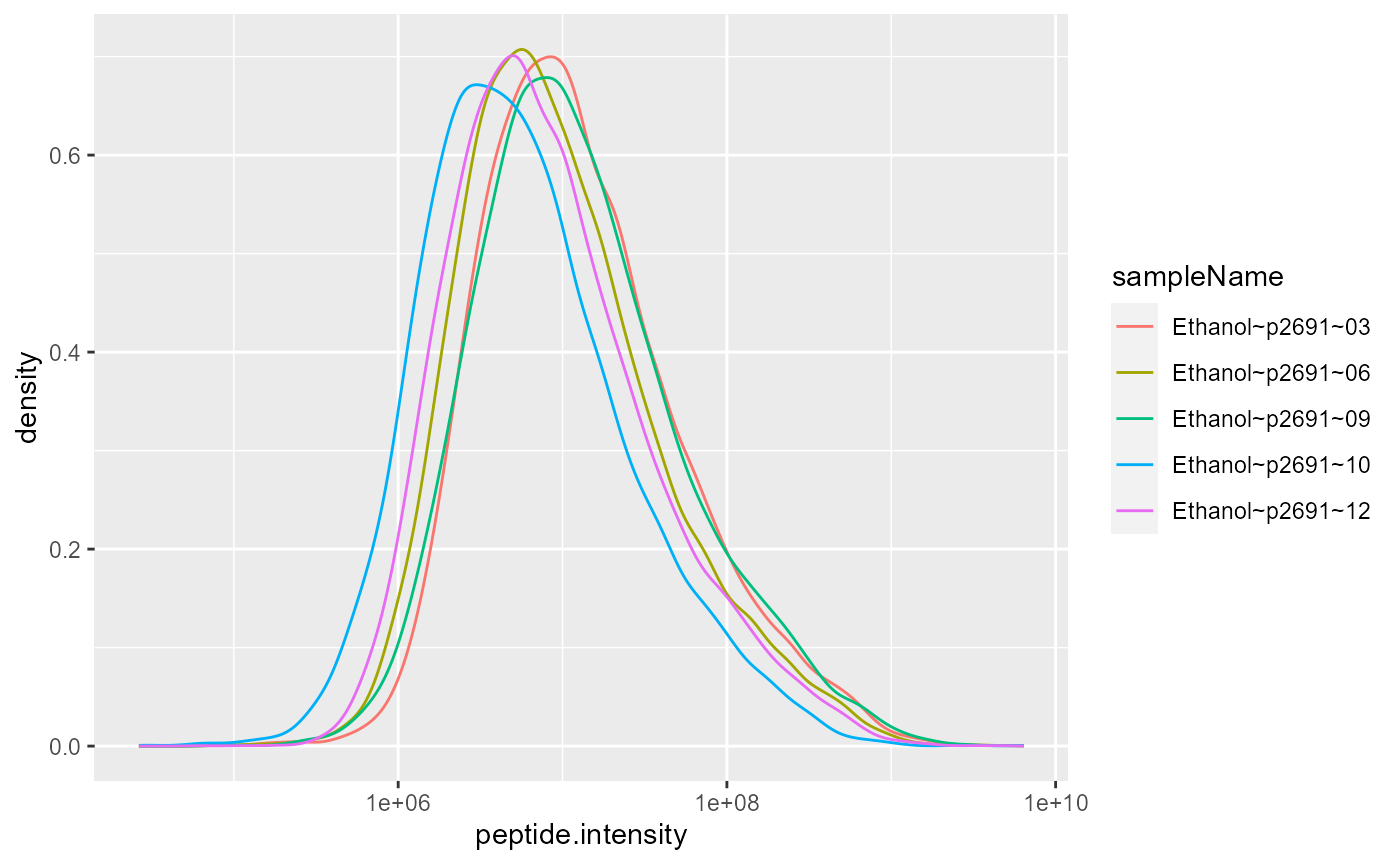 density
0.6
0.4
0.2
0.0
1e+06
1e+08
1e+10
peptide.intensity
sampleName
Ethanol~p2691~03
Ethanol~p2691~06
Ethanol~p2691~09
Ethanol~p2691~10
Ethanol~p2691~12